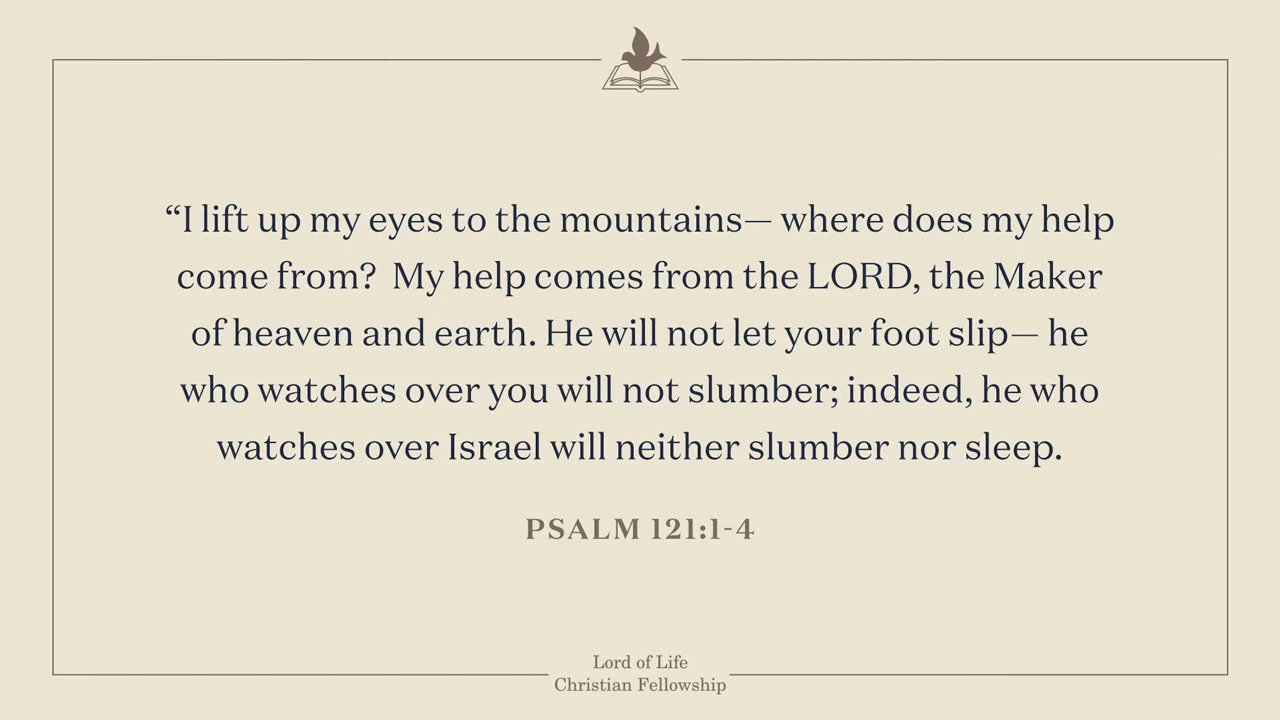 “I lift up my eyes to the mountains— where does my help
come from?  My help comes from the LORD, the Maker
of heaven and earth. He will not let your foot slip— he
who watches over you will not slumber; indeed, he who
watches over Israel will neither slumber nor sleep.
PSALM 121:1-4
Lord of Life
Christian Fellowship